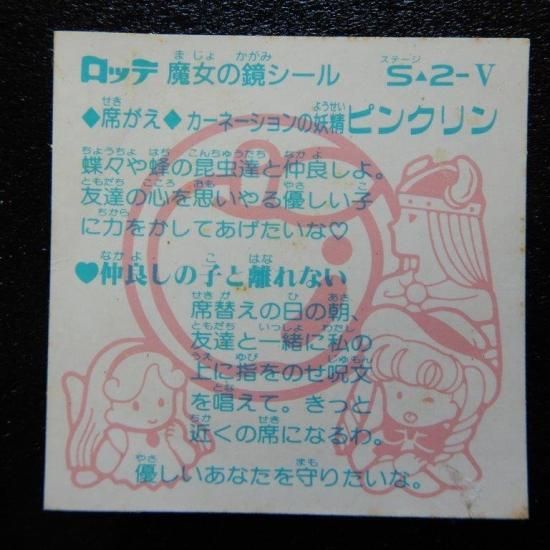 ロッテ 魔女の鏡シール S▲2-V
◆席がえ◆ カーネーションの妖精ピンクリン
蝶々や蜂の昆虫達と仲良しよ。
友達の心を思いやる優しい子
に力をかしてあげたいな♡
♥仲良しの子と離れない
席替えの日の朝、
友達と一緒に私の
上に指をのせ呪文
を唱えて。きっと
近くの席になるわ。
優しいあなたを守りたいな。